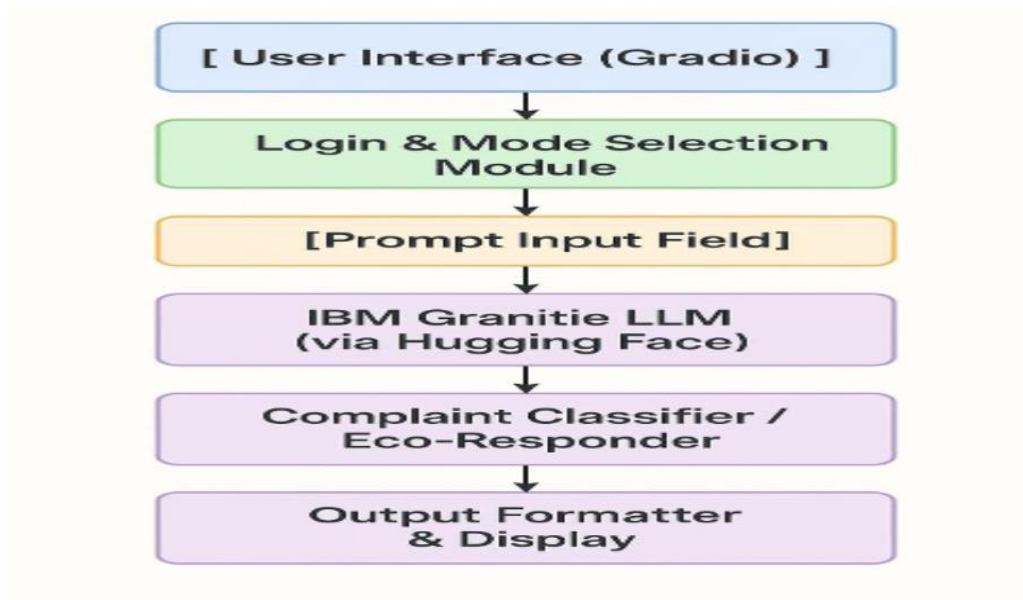 [ User Interface (Gradio) ]
Login & Mode Selection
Module
[Prompt Input Field]
IBM Granitie LLM
(via Hugging Face)
Complaint Classifier /
Eco-Responder
Output Formatter
& Display